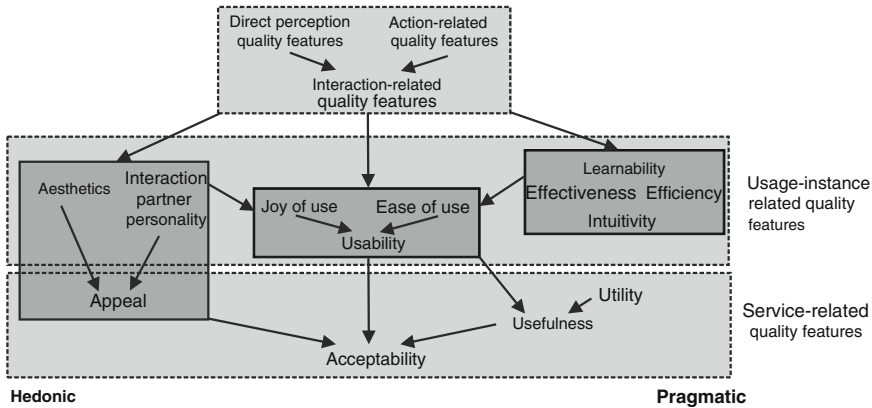 Direct perception
quality features
Action-related
quality features
Interaction-related
quality features
Aesthetics
Interaction
partner
personality
Appeal
Joy of use
Ease of use
Usability
Learnability
Effectiveness Efficiency
Intuitivity
Usage-instance
related quality
features
Utility
Usefulness
Acceptability
Service-related
quality features
Hedonic
Pragmatic